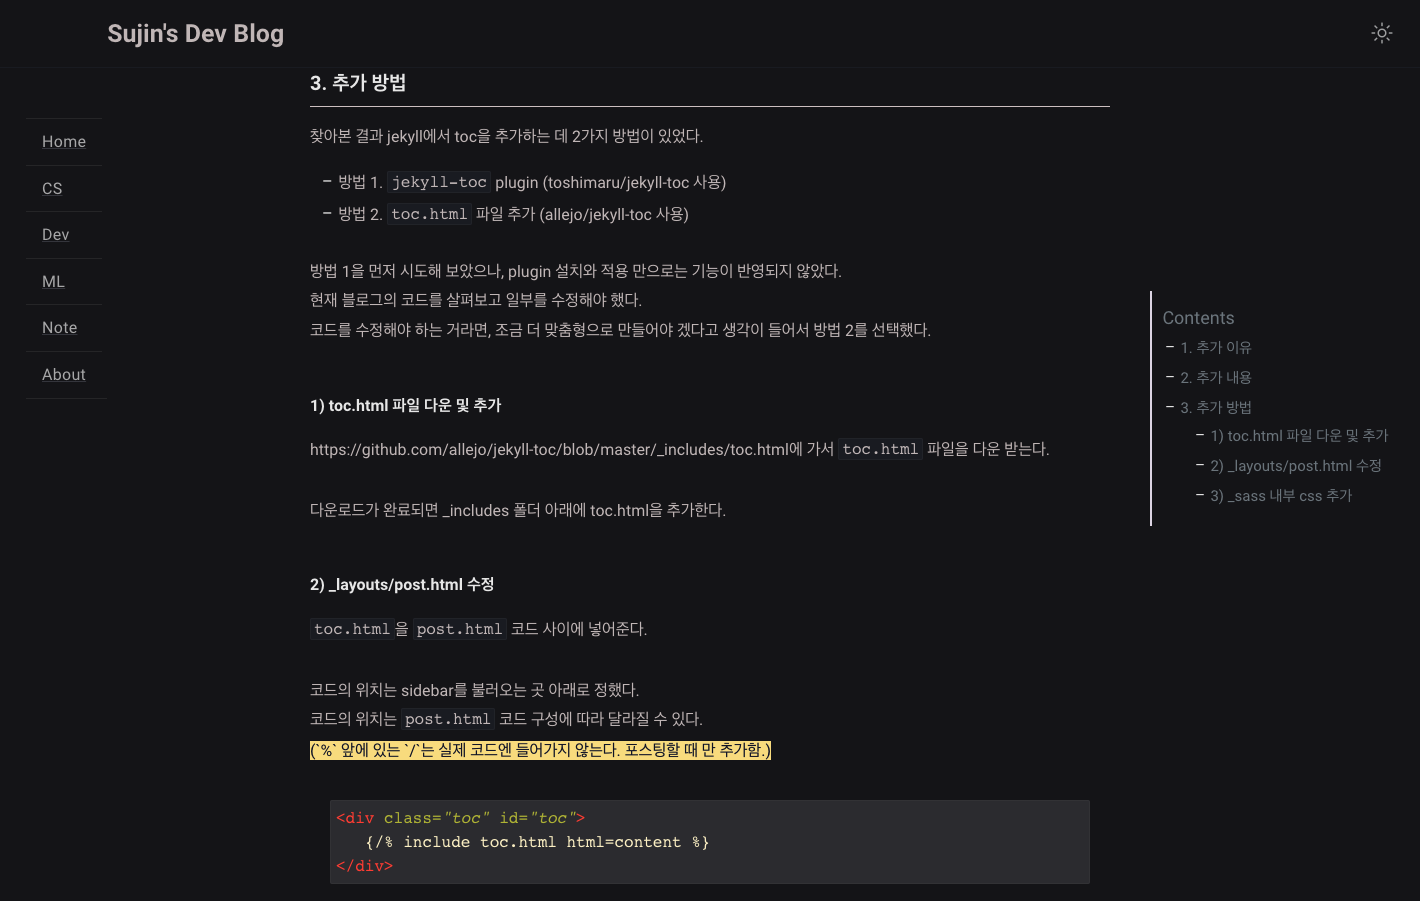 Sujin's Dev Blog
Home
CS
Dev
ML
Note
About
3. 추가 방법
찾아본 결과 jekyll에서 toc을 추가하는 데 2가지 방법이 있었다.
– 방법 1. jekyll-toc plugin (toshimaru/jekyll-toc 사용)
– 방법 2. toc.html 파일 추가 (allejo/jekyll-toc 사용)
방법 1을 먼저 시도해 보았으나, plugin 설치와 적용 만으로는 기능이 반영되지 않았다.
현재 블로그의 코드를 살펴보고 일부를 수정해야 했다.
코드를 수정해야 하는 거라면, 조금 더 맞춤형으로 만들어야 겠다고 생각이 들어서 방법 2를 선택했다.
1) toc.html 파일 다운 및 추가
https://github.com/allejo/jekyll-toc/blob/master/_includes/toc.html에 가서 toc.html 파일을 다운 받는다.
다운로드가 완료되면 _includes 폴더 아래에 toc.html을 추가한다.
2) _layouts/post.html 수정
toc.html을 post.html 코드 사이에 넣어준다.
코드의 위치는 sidebar를 불러오는 곳 아래로 정했다.
코드의 위치는 post.html 코드 구성에 따라 달라질 수 있다.
(`%` 앞에 있는 `/`는 실제 코드엔 들어가지 않는다. 포스팅할 때 만 추가함.)
<div class="toc" id="toc">
{/% include toc.html html=content %}
</div>
Contents
– 1. 추가 이유
– 2. 추가 내용
– 3. 추가 방법
– 1) toc.html 파일 다운 및 추가
– 2) _layouts/post.html 수정
– 3) _sass 내부 css 추가